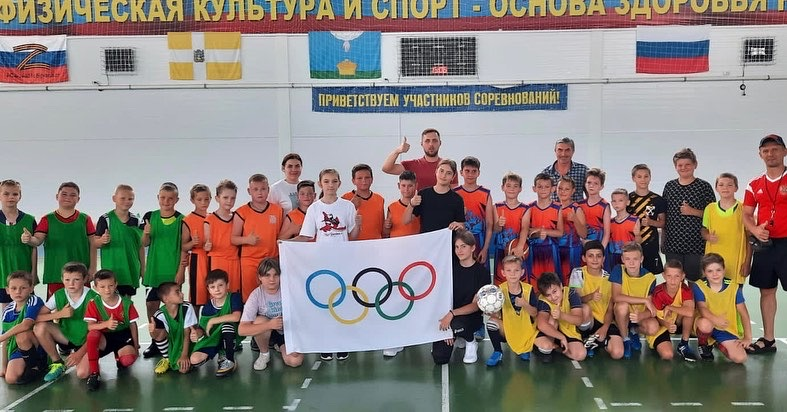 ФИЗИЧЕСКАЯ КУЛЬТУРА И СПОРТ - ОСНОВА ЗДОРОВЬЯ Н
ПРИВЕТСТВУЕМ УЧАСТНИКОВ СОРЕВНОВАНИЙ!